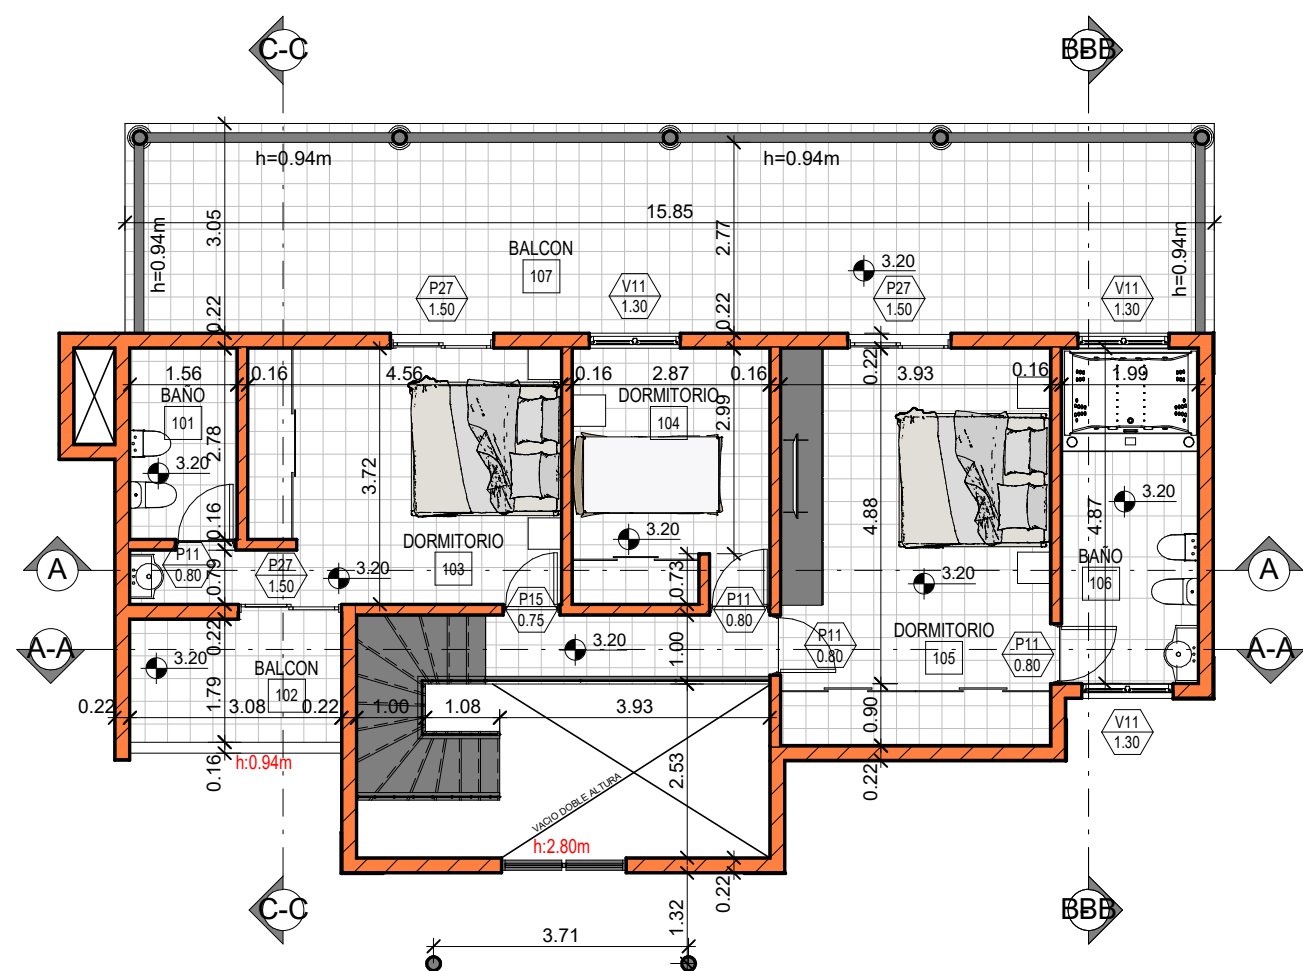 C-C
BBB
h=0.94m
h=0.94m
15.85
3.05
2.77
h=0.94m
h=0.94m
BALCON
107
3.20
P27
1.50
V11
1.30
P27
1.50
V11
1.30
0.22
0.22
0.22
1.56
0.16
4.56
0.16
2.87
0.16
3.93
0.16
1.99
BAÑO
101
DORMITORIO
104
2.78
2.99
3.20
3.72
4.88
4.87
3.20
0.16
3.20
DORMITORIO
103
BAÑO
106
A
P11
0.80
0.79
P27
1.50
3.20
0.73
3.20
A
P15
0.75
P11
0.80
0.22
A-A
3.20
BALCON
102
3.20
1.00
P11
0.80
DORMITORIO
105
P11
0.80
A-A
1.79
0.22
3.08
0.22
1.00
1.08
3.93
0.90
V11
1.30
0.16
h:0.94m
2.53
0.22
VACIO DOBLE ALTURA
h:2.80m
0.22
C-C
BBB
1.32
3.71